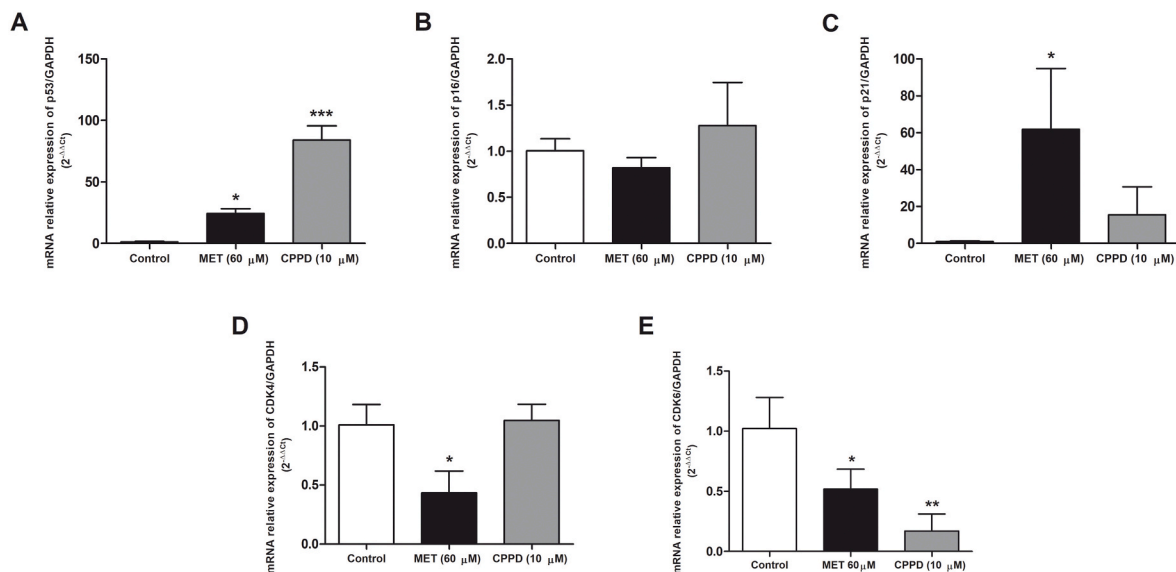 A
mRNA relative expression of p53/GAPDH
(2-ΔΔCt)
150
100
50
0
*
***
Control
MET (60 μM)
CPPD (10 μM)
B
mRNA relative expression of p16/GAPDH
(2-ΔΔCt)
2.0
1.5
1.0
0.5
0.0
Control
MET (60 μM)
CPPD (10 μM)
C
mRNA relative expression of p21/GAPDH
(2-ΔΔCt)
100
80
60
40
20
0
*
Control
MET (60 μM)
CPPD (10 μM)
D
mRNA relative expression of CDK4/GAPDH
(2-ΔΔCt)
1.5
1.0
0.5
0.0
*
Control
MET (60 μM)
CPPD (10 μM)
E
mRNA relative expression of CDK6/GAPDH
(2-ΔΔCt)
1.5
1.0
0.5
0.0
*
**
Control
MET 60 μM
CPPD (10 μM)